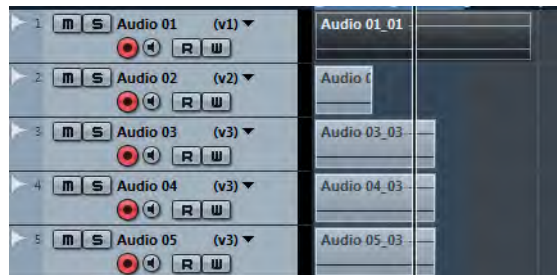 1 m S Audio 01 (v1) Audio 01_01
R W
2 m S Audio 02 (v2) Audio
R W
3 m S Audio 03 (v3) Audio 03_03
R W
4 m S Audio 04 (v3) Audio 04_03
R W
5 m S Audio 05 (v3) Audio 05_03
R W